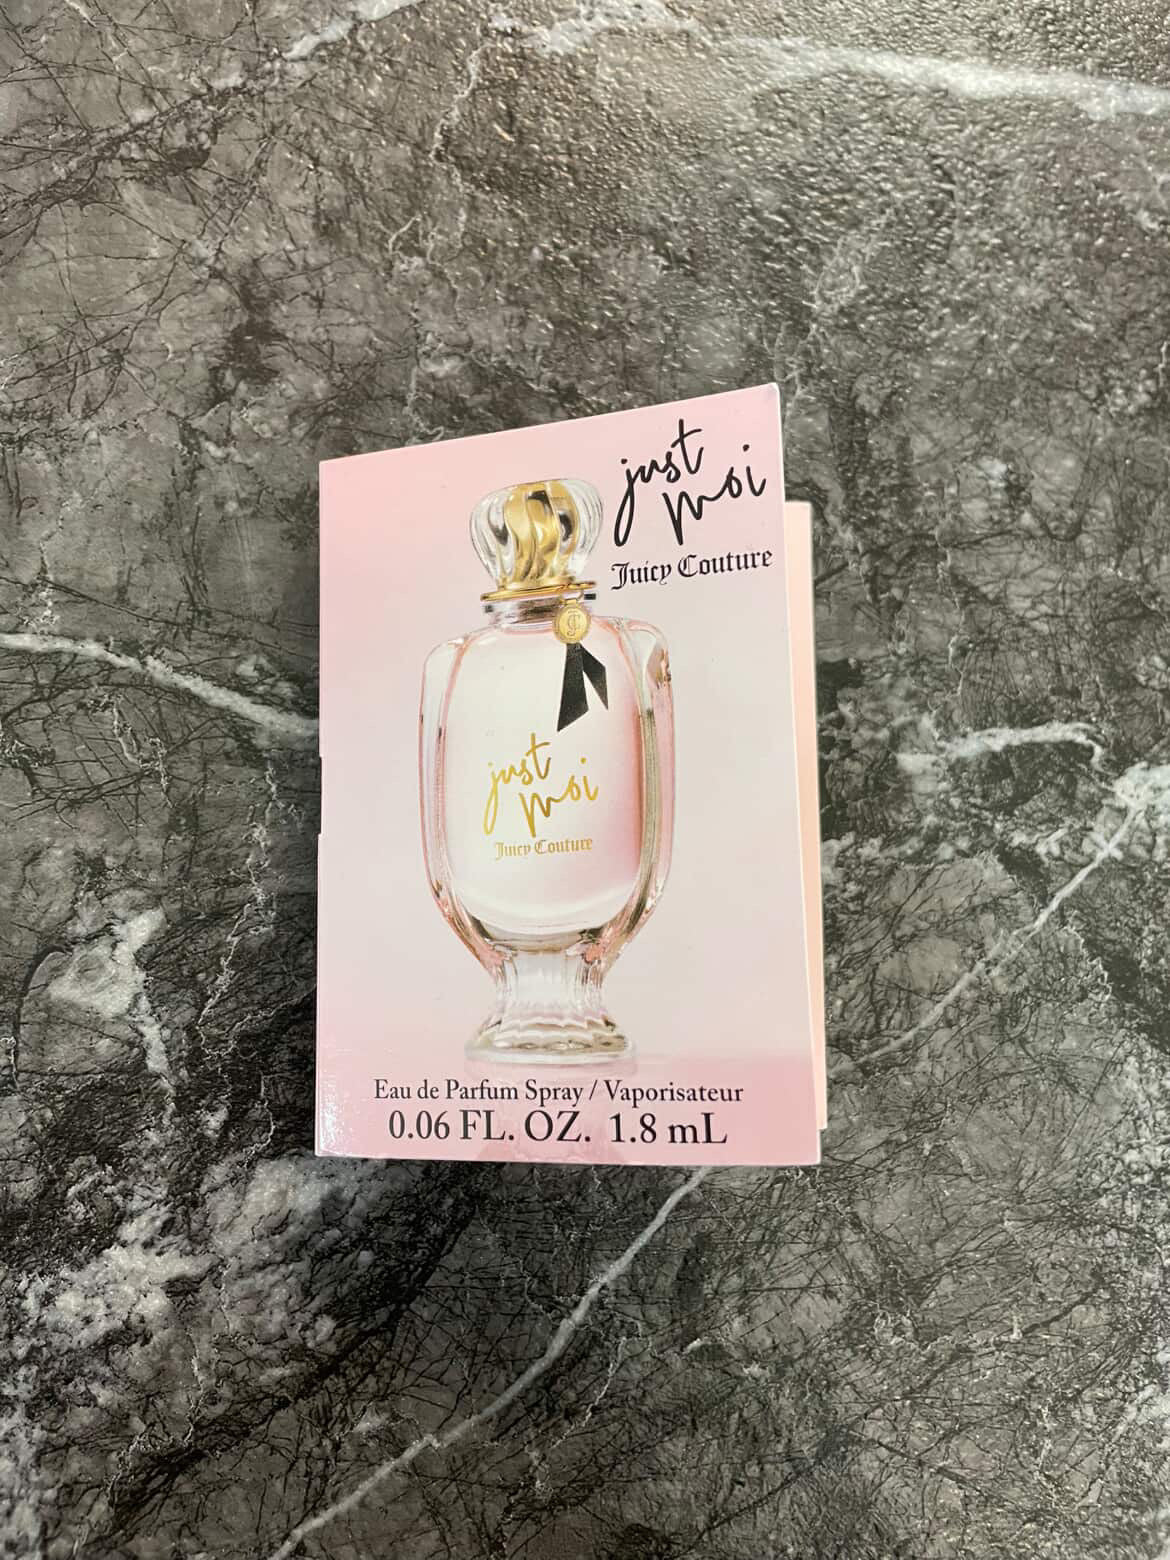 just
moi
Juicy Couture
JC
just
moi
Juicy Couture
Eau de Parfum Spray / Vaporisateur
0.06 FL. OZ. 1.8 mL